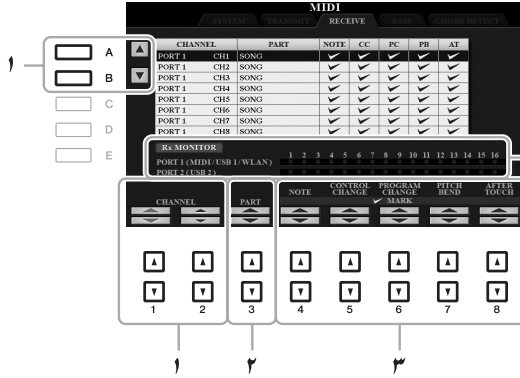 MIDI
SYSTEM TRANSMIT RECEIVE BASS CHORD DETECT
CHANNEL PART NOTE CC PC PB AT
PORT 1 CH1 SONG
PORT 1 CH2 SONG
PORT 1 CH3 SONG
PORT 1 CH4 SONG
PORT 1 CH5 SONG
PORT 1 CH6 SONG
PORT 1 CH7 SONG
PORT 1 CH8 SONG
A
B
C
D
E
۱
Rx MONITOR
1 2 3 4 5 6 7 8 9 10 11 12 13 14 15 16
PORT 1 (MIDI/USB 1/WLAN)
PORT 2 (USB 2)
CHANNEL PART NOTE CONTROL CHANGE PROGRAM CHANGE PITCH BEND AFTER TOUCH
MARK
1 2 3 4 5 6 7 8
۱ ۲ ۳